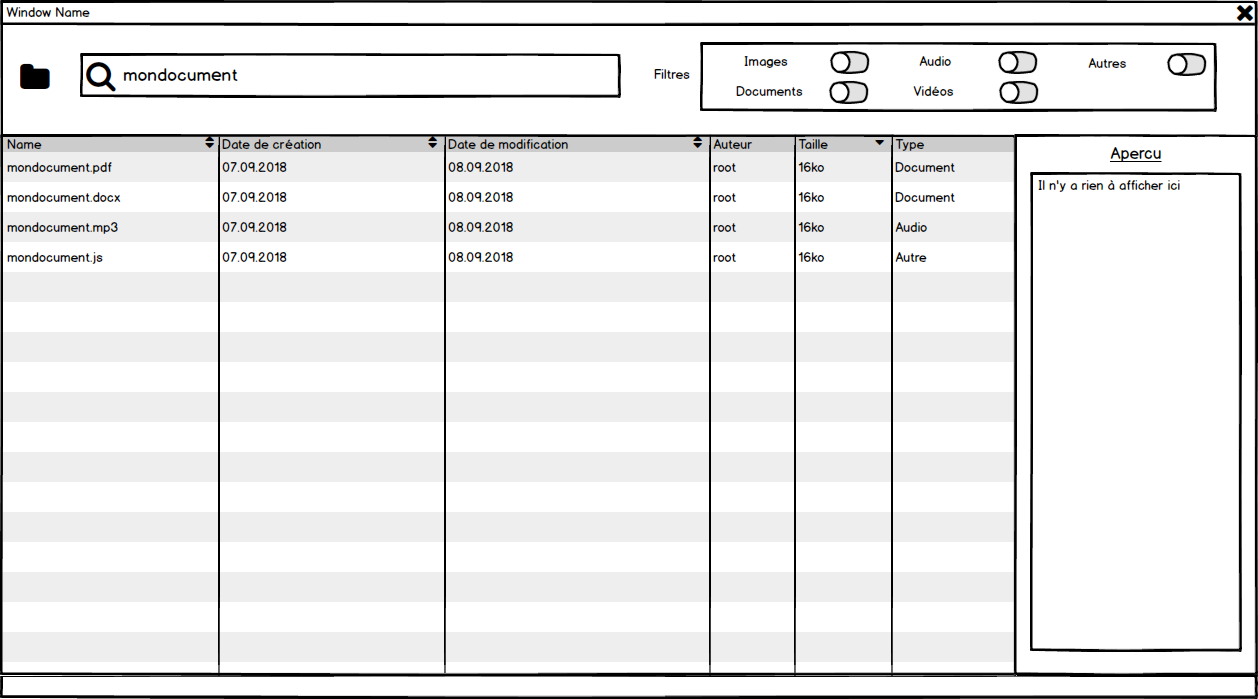 Window Name
mondocument
Filtres
Images Audio Autres
Documents Vidéos
Name Date de création Date de modification Auteur Taille Type
mondocument.pdf 07.09.2018 08.09.2018 root 16ko Document
mondocument.docx 07.09.2018 08.09.2018 root 16ko Document
mondocument.mp3 07.09.2018 08.09.2018 root 16ko Audio
mondocument.js 07.09.2018 08.09.2018 root 16ko Autre
Apercu
Il n'y a rien à afficher ici